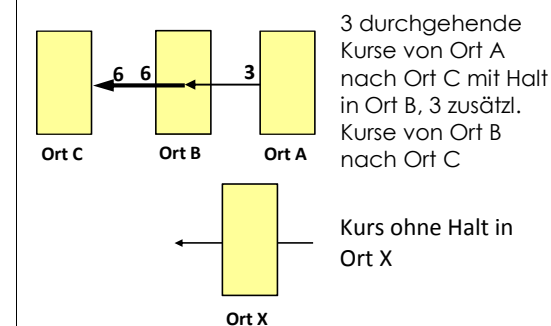 3 durchgehende
Kurse von Ort A
nach Ort C mit Halt
in Ort B, 3 zusätzl.
Kurse von Ort B
nach Ort C
6 6 3
Ort C Ort B Ort A
Kurs ohne Halt in
Ort X
Ort X